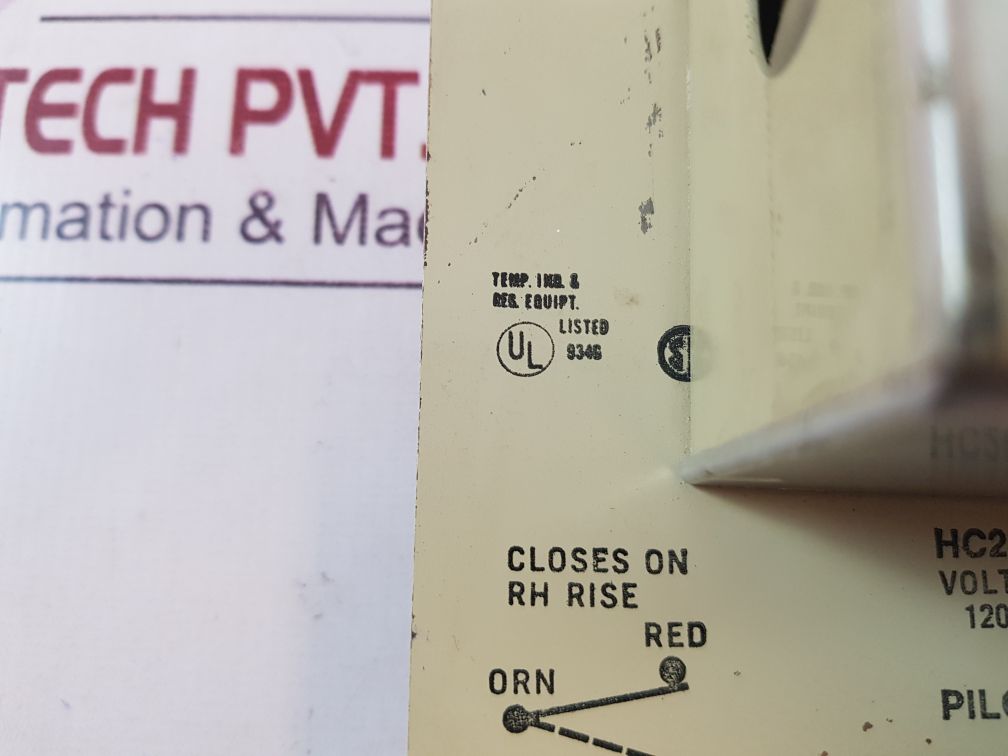 TECH PVT.
mation & Ma
TEMP. IND. &
REG. EQUIPT.
UL LISTED
934G
CLOSES ON
RH RISE
RED
ORN
HC2
VOLT
120
PIL